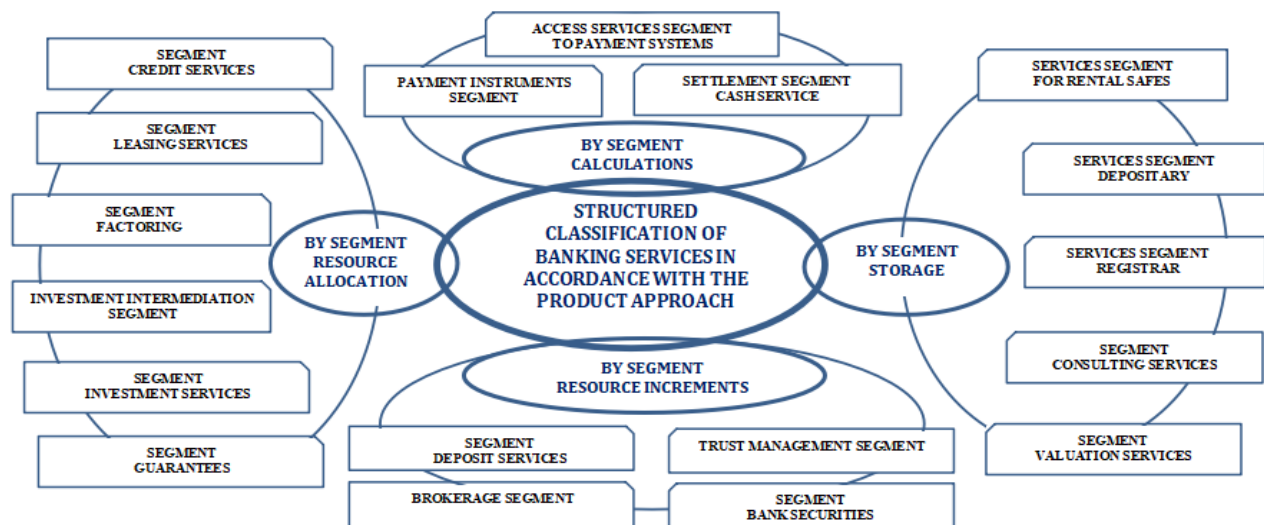 ACCESS SERVICES SEGMENT
TO PAYMENT SYSTEMS
PAYMENT INSTRUMENTS
SEGMENT
SETTLEMENT SEGMENT
CASH SERVICE
BY SEGMENT
CALCULATIONS
SEGMENT
CREDIT SERVICES
SEGMENT
LEASING SERVICES
SEGMENT
FACTORING
INVESTMENT INTERMEDIATION
SEGMENT
SEGMENT
INVESTMENT SERVICES
SEGMENT
GUARANTEES
BY SEGMENT
RESOURCE
ALLOCATION
STRUCTURED
CLASSIFICATION OF
BANKING SERVICES IN
ACCORDANCE WITH THE
PRODUCT APPROACH
BY SEGMENT
STORAGE
SERVICES SEGMENT
FOR RENTAL SAFES
SERVICES SEGMENT
DEPOSITARY
SERVICES SEGMENT
REGISTRAR
SEGMENT
CONSULTING SERVICES
SEGMENT
VALUATION SERVICES
BY SEGMENT
RESOURCE INCREMENTS
SEGMENT
DEPOSIT SERVICES
TRUST MANAGEMENT SEGMENT
BROKERAGE SEGMENT
SEGMENT
BANK SECURITIES